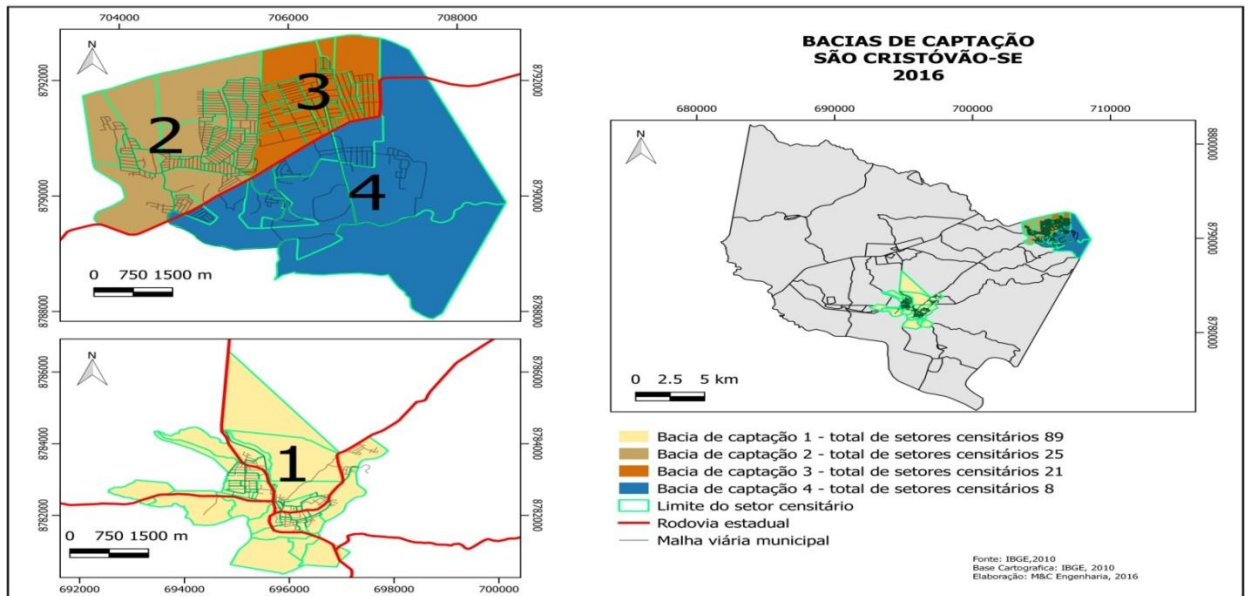 704000 706000 708000
N
8792000 8792000
3
2
4
8790000 8790000
0 750 1500 m
8788000 8788000
N
8786000 8786000
8784000 8784000
1
8782000 8782000
0 750 1500 m
692000 694000 696000 698000 700000
BACIAS DE CAPTAÇÃO
SÃO CRISTÓVÃO-SE
2016
680000 690000 700000 710000
N
8800000
8790000
8780000
0 2.5 5 km
Bacia de captação 1 - total de setores censitários 89
Bacia de captação 2 - total de setores censitários 25
Bacia de captação 3 - total de setores censitários 21
Bacia de captação 4 - total de setores censitários 8
Limite do setor censitário
Rodovia estadual
Malha viária municipal
Fonte: IBGE,2010
Base Cartografica: IBGE, 2010
Elaboração: M&C Engenharia, 2016